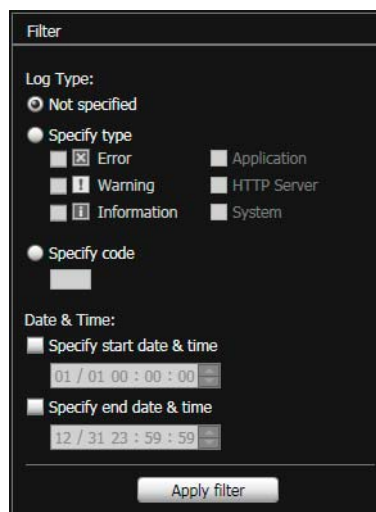 Filter
Log Type:
Not specified
Specify type
Error Application
Warning HTTP Server
Information System
Specify code
Date & Time:
Specify start date & time
01 / 01 00 : 00 : 00
Specify end date & time
12 / 31 23 : 59 : 59
Apply filter